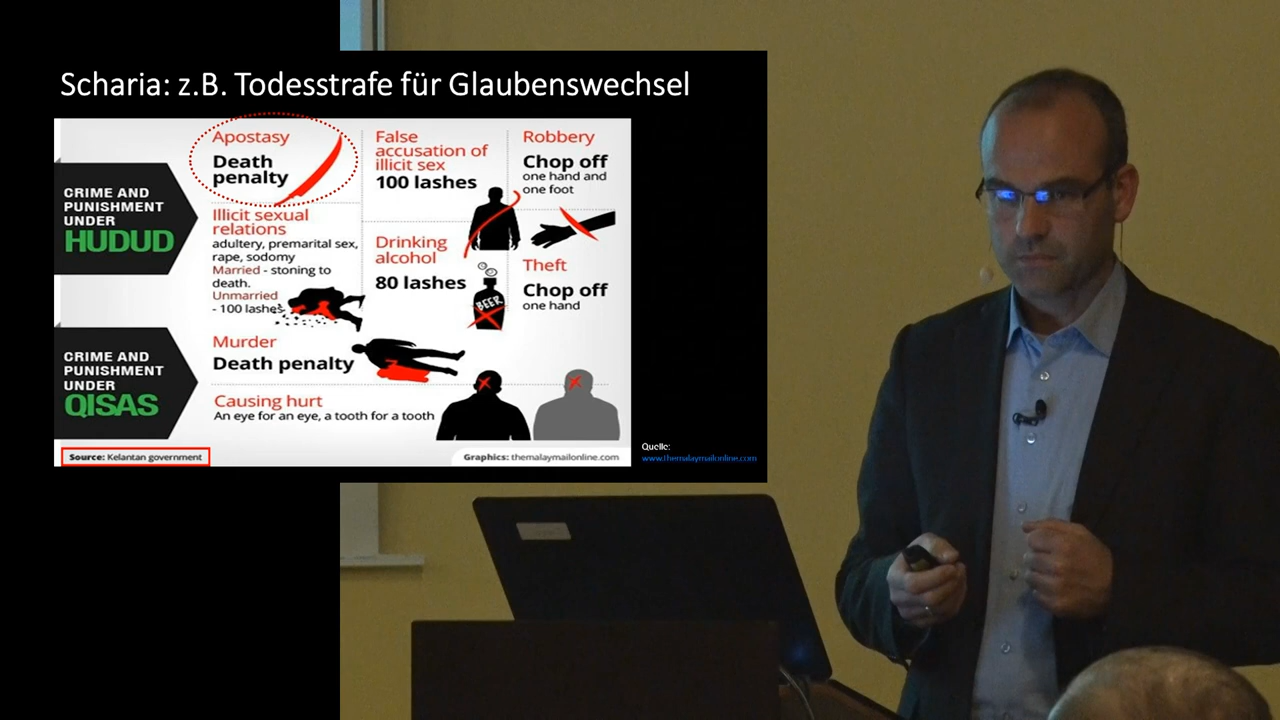 Scharia: z.B. Todesstrafe für Glaubenswechsel
CRIME AND
PUNISHMENT
UNDER
HUDUD
Apostasy
Death
penalty
Illicit sexual
relations
adultery, premarital sex,
rape, sodomy
Married - stoning to
death.
Unmarried
- 100 lashes
False
accusation of
illicit sex
100 lashes
Drinking
alcohol
80 lashes
BEER
Robbery
Chop off
one hand and
one foot
Theft
Chop off
one hand
CRIME AND
PUNISHMENT
UNDER
QISAS
Murder
Death penalty
Causing hurt
An eye for an eye, a tooth for a tooth
Source: Kelantan government
Graphics: themalaymailonline.com
Quelle:
www.themalaymailonline.com